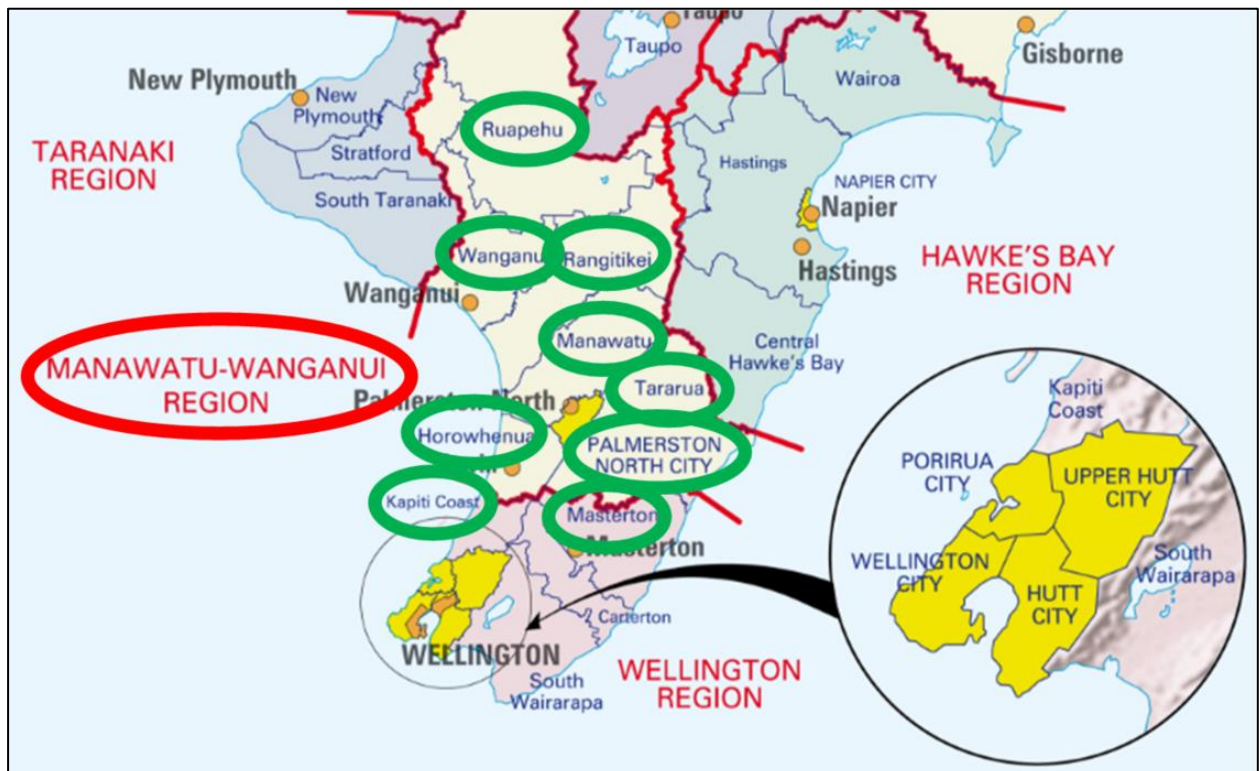 Taupo
Taupo
Gisborne
Wairoa
New Plymouth
New
Plymouth
Ruapehu
TARANAKI
REGION
Stratford
South Taranaki
Hastings
NAPIER CITY
Napier
Hastings
HAWKE'S BAY
REGION
Wanganui
Rangitikei
Wanganui
Manawatu
Central
Hawke's Bay
MANAWATU-WANGANUI
REGION
Tararua
Palmerston North
Horowhenua
PALMERSTON
NORTH CITY
Kapiti Coast
Masterton
Masterton
Carterton
WELLINGTON
South
Wairarapa
WELLINGTON
REGION
Kapiti
Coast
PORIRUA
CITY
UPPER HUTT
CITY
WELLINGTON
CITY
HUTT
CITY
South
Wairarapa